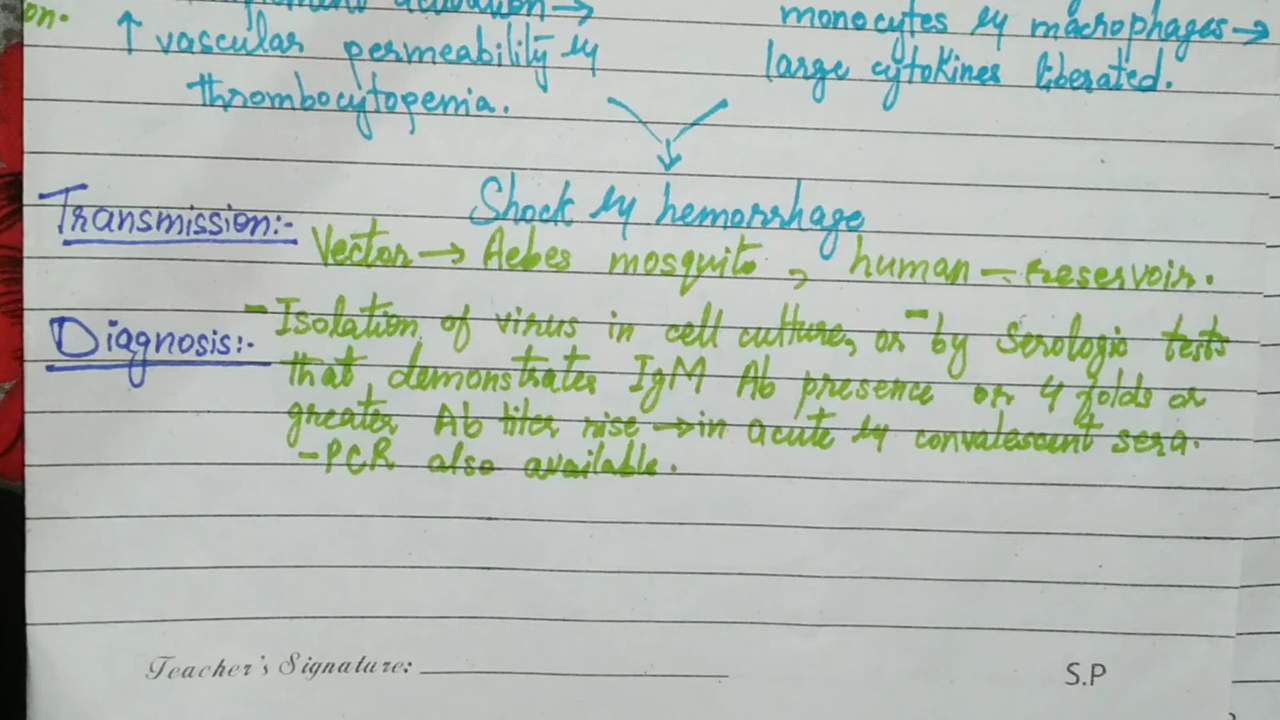 on.
activation →
monocytes & macrophages →
↑ vascular permeability &
large cytokines liberated.
thrombocytopenia.
Shock & hemorrhage
Transmission:-
Vector → Aebes mosquito, human – reservoir.
Diagnosis:-
- Isolation of virus in cell culture, or - by Serologic tests
that demonstrates IgM Ab presence or 4 folds or
greater Ab titer rise → in acute & convalescent sera.
- PCR also available.
Teacher's Signature:
S.P